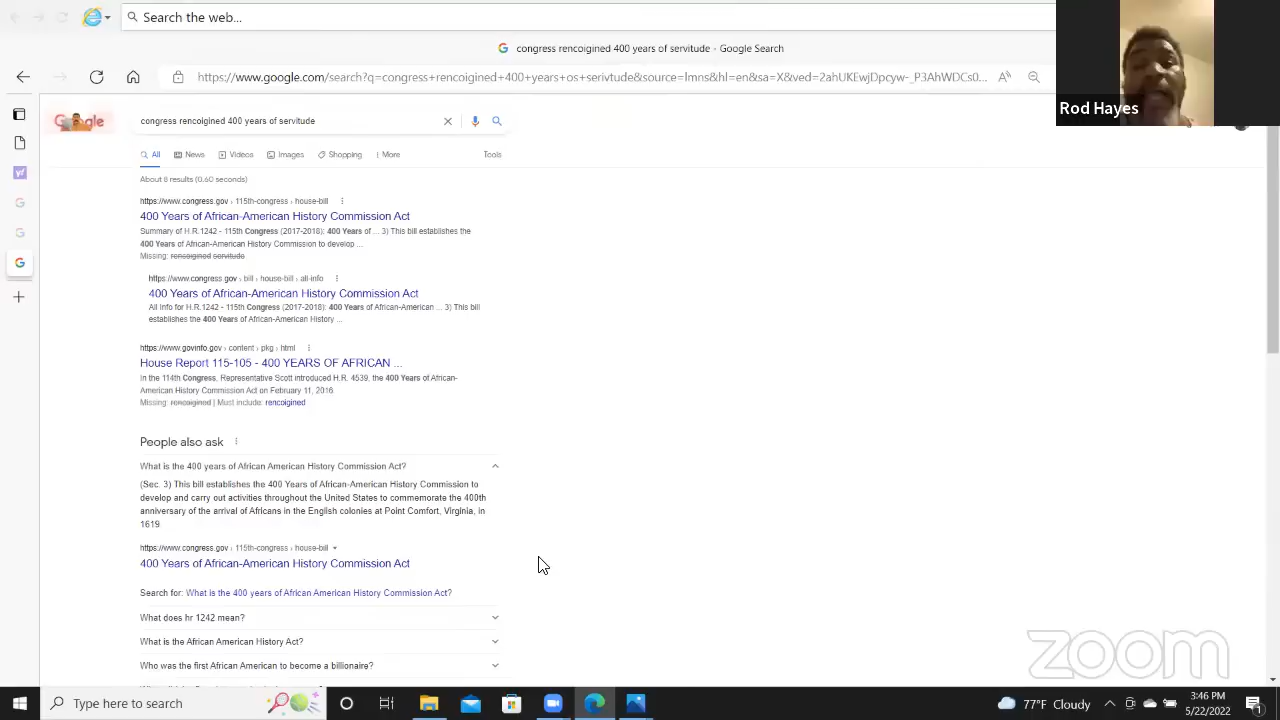 Search the web...
congress rencoigined 400 years of servitude - Google Search
https://www.google.com/search?q=congress+rencoigined+400+years+os+serivtude&source=lmns&hl=en&sa=X&ved=2ahUKEwjDpcyw-_P3AhWDCs0...
Rod Hayes
congress rencoigined 400 years of servitude
All News Videos Images Shopping More Tools
About 8 results (0.60 seconds)
https://www.congress.gov › 115th-congress › house-bill
400 Years of African-American History Commission Act
Summary of H.R.1242 - 115th Congress (2017-2018): 400 Years of ... 3) This bill establishes the
400 Years of African-American History Commission to develop ...
Missing: rencoigined servitude
https://www.congress.gov › bill › house-bill › all-info
400 Years of African-American History Commission Act
All Info for H.R.1242 - 115th Congress (2017-2018): 400 Years of African-American ... 3) This bill
establishes the 400 Years of African-American History ...
https://www.govinfo.gov › content › pkg › html
House Report 115-105 - 400 YEARS OF AFRICAN ...
In the 114th Congress, Representative Scott introduced H.R. 4539, the 400 Years of African-
American History Commission Act on February 11, 2016.
Missing: rencoigined | Must include: rencoigined
People also ask
What is the 400 years of African American History Commission Act?
(Sec. 3) This bill establishes the 400 Years of African-American History Commission to
develop and carry out activities throughout the United States to commemorate the 400th
anniversary of the arrival of Africans in the English colonies at Point Comfort, Virginia, in
1619
https://www.congress.gov › 115th-congress › house-bill
400 Years of African-American History Commission Act
Search for: What is the 400 years of African American History Commission Act?
What does hr 1242 mean?
What is the African American History Act?
Who was the first African American to become a billionaire?
zoom
Type here to search
77°F Cloudy
3:46 PM
5/22/2022
1